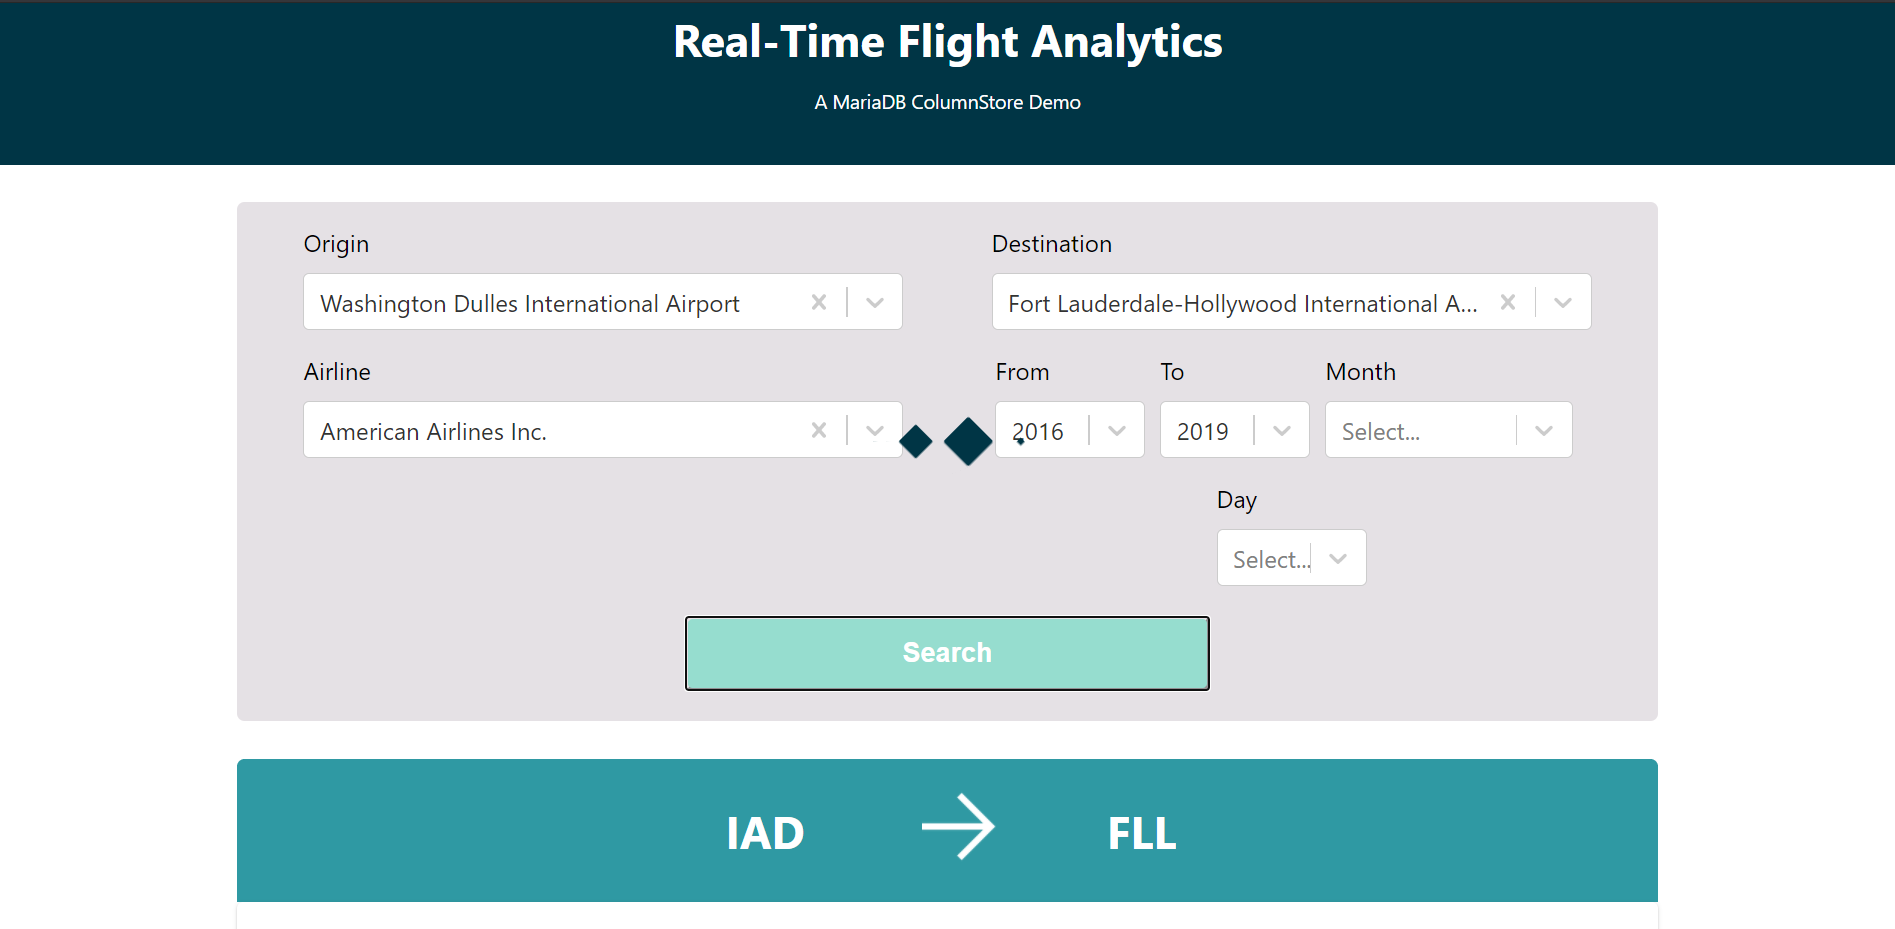 Real-Time Flight Analytics
A MariaDB ColumnStore Demo
Origin
Destination
Washington Dulles International Airport
Fort Lauderdale-Hollywood International A...
Airline
From
To
Month
American Airlines Inc.
2016
2019
Select...
Day
Select...
Search
IAD
FLL